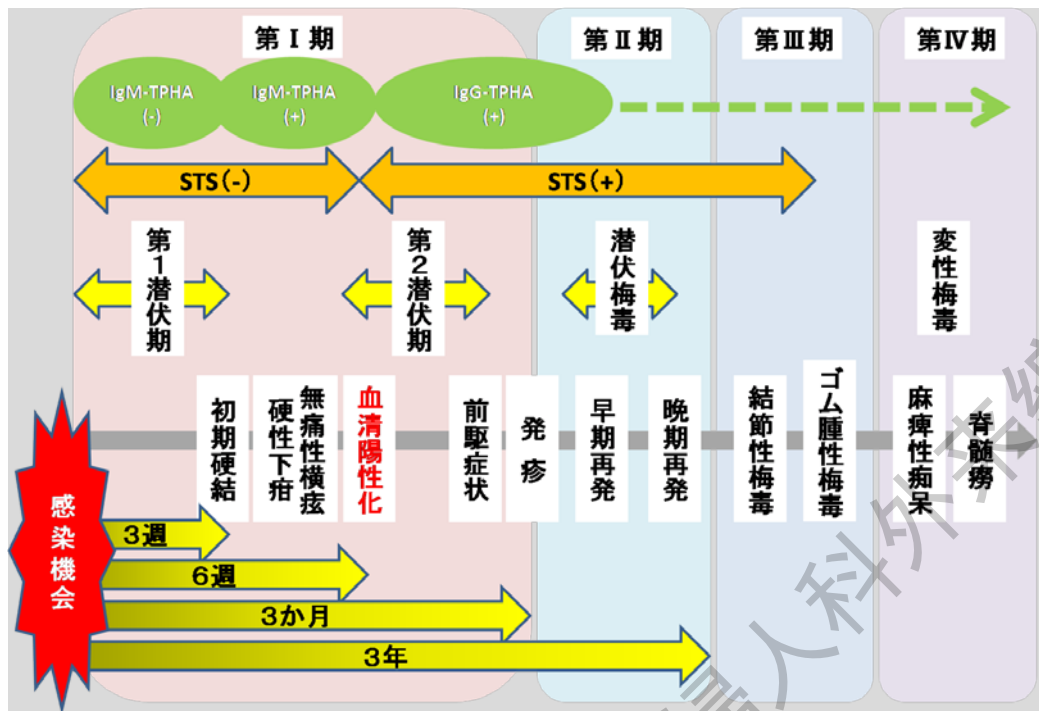 第Ⅰ期
第Ⅱ期
第Ⅲ期
第Ⅳ期
IgM-TPHA
(-)
IgM-TPHA
(+)
IgG-TPHA
(+)
STS(-)
STS(+)
第1潜伏期
第2潜伏期
潜伏梅毒
変性梅毒
初期硬結
硬性下疳
無痛性横痃
血清陽性化
前駆症状
発疹
早期再発
晩期再発
結節性梅毒
ゴム腫性梅毒
麻痺性痴呆
脊髄癆
感染機会
3週
6週
3か月
3年
人科外来